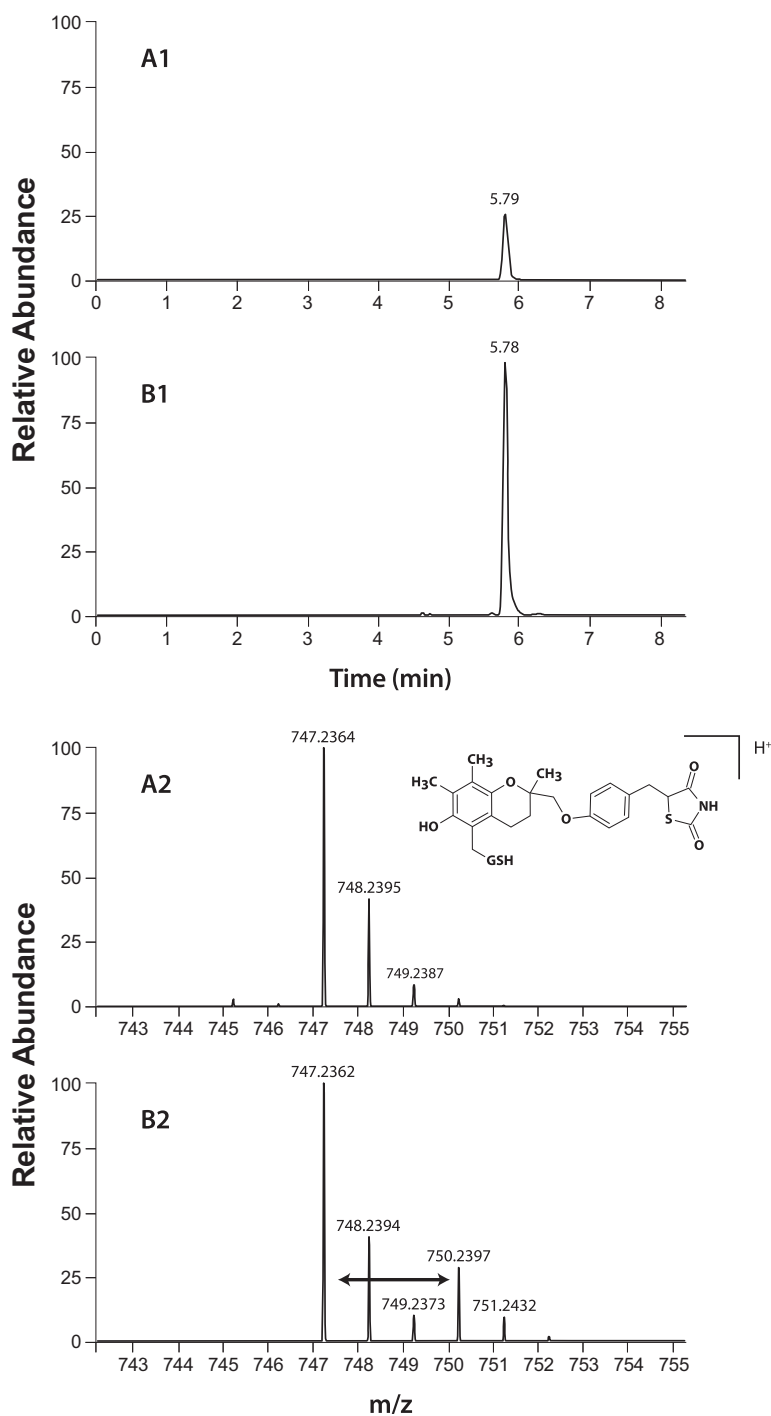 A1
100
75
50
25
0
5.79
0 1 2 3 4 5 6 7 8
B1
100
75
50
25
0
5.78
0 1 2 3 4 5 6 7 8
Relative Abundance
Time (min)
A2
100
75
50
25
0
747.2364
748.2395
749.2387
743 744 745 746 747 748 749 750 751 752 753 754 755
H+
CH3
H3C
O
CH3
HO
O
O
NH
S
O
GSH
B2
100
75
50
25
0
747.2362
748.2394
750.2397
749.2373
751.2432
743 744 745 746 747 748 749 750 751 752 753 754 755
Relative Abundance
m/z